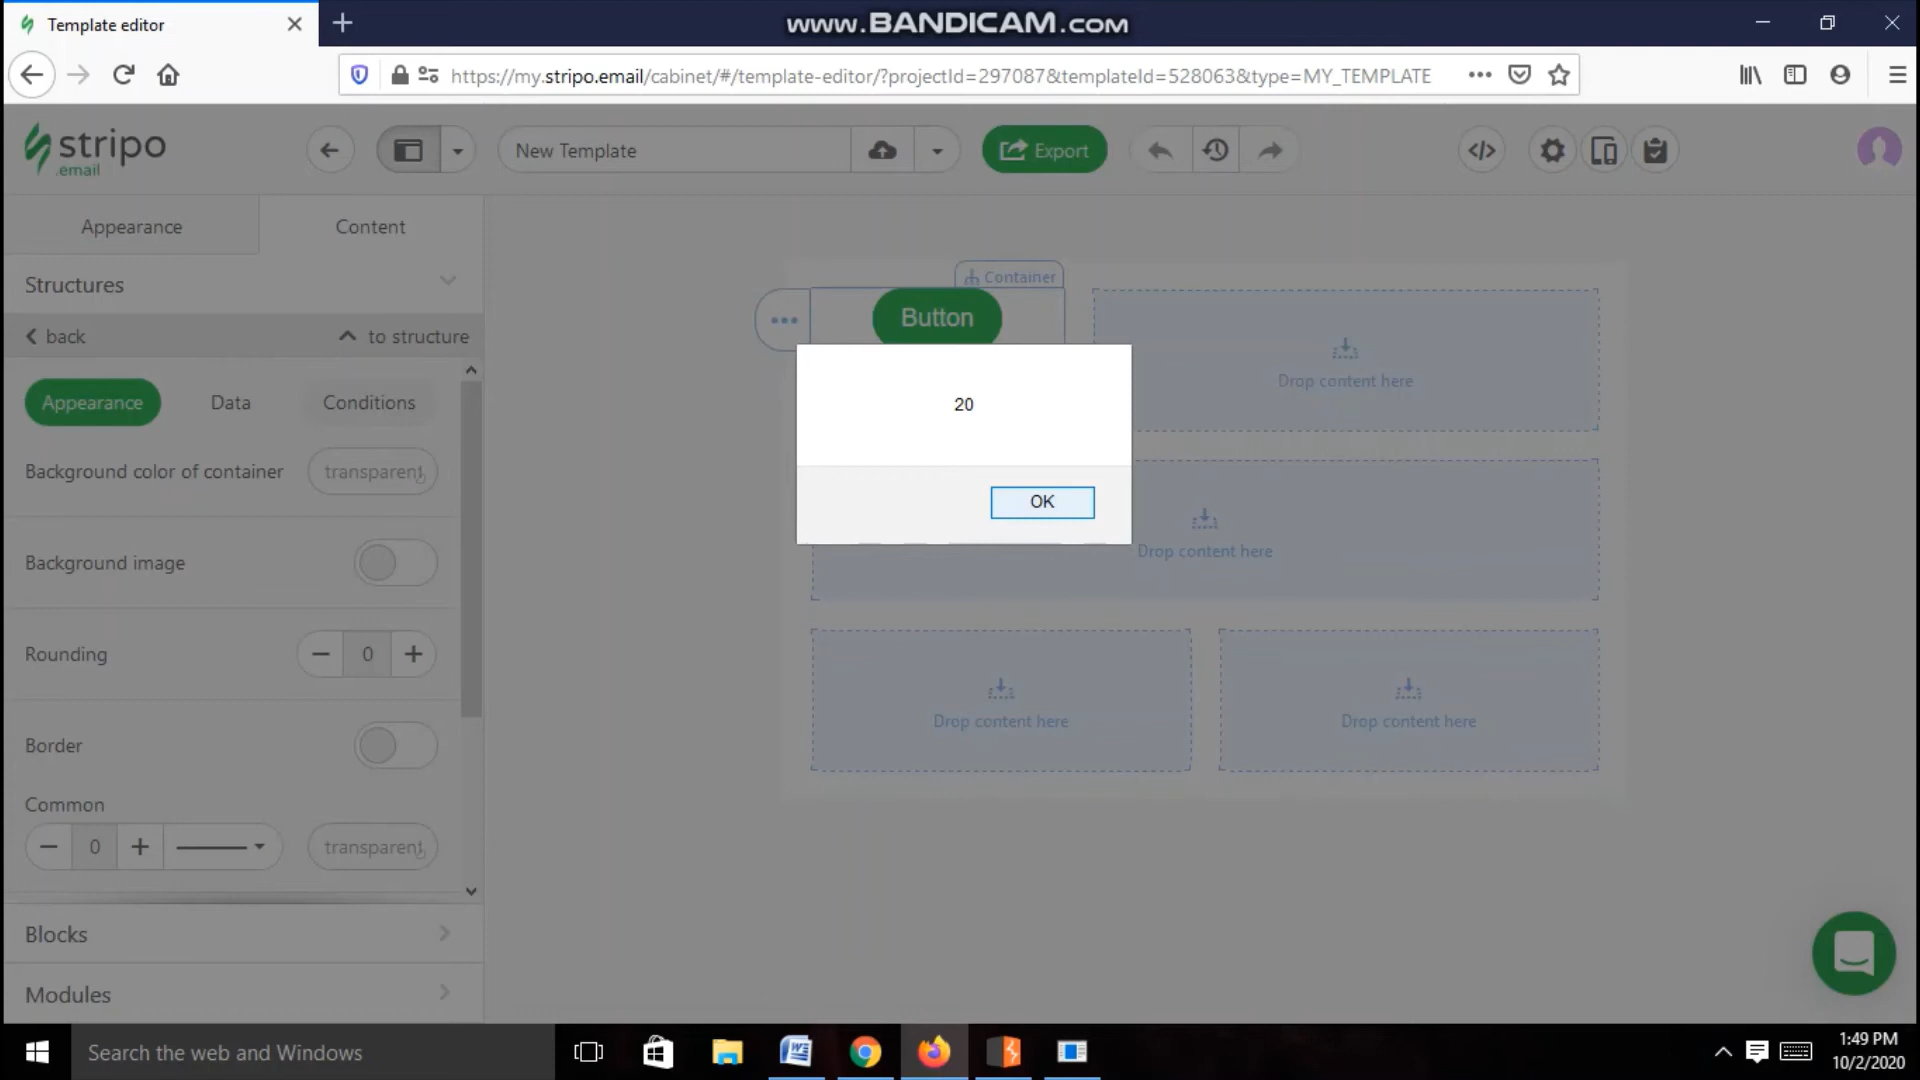 Template editor
www.BANDICAM.com
https://my.stripo.email/cabinet/#/template-editor/?projectId=297087&templateId=528063&type=MY_TEMPLATE
stripo
.email
New Template
Export
Appearance
Content
Structures
back
to structure
Appearance
Data
Conditions
Background color of container
transparent
Background image
Rounding
0
Border
Common
0
transparent
Blocks
Modules
Container
Button
Drop content here
20
OK
Drop content here
Drop content here
Drop content here
Search the web and Windows
1:49 PM
10/2/2020